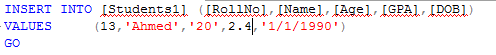 INSERT INTO [Students1] ([RollNo],[Name],[Age],[GPA],[DOB])
VALUES (13,'Ahmed','20',2.4,'1/1/1990')
GO